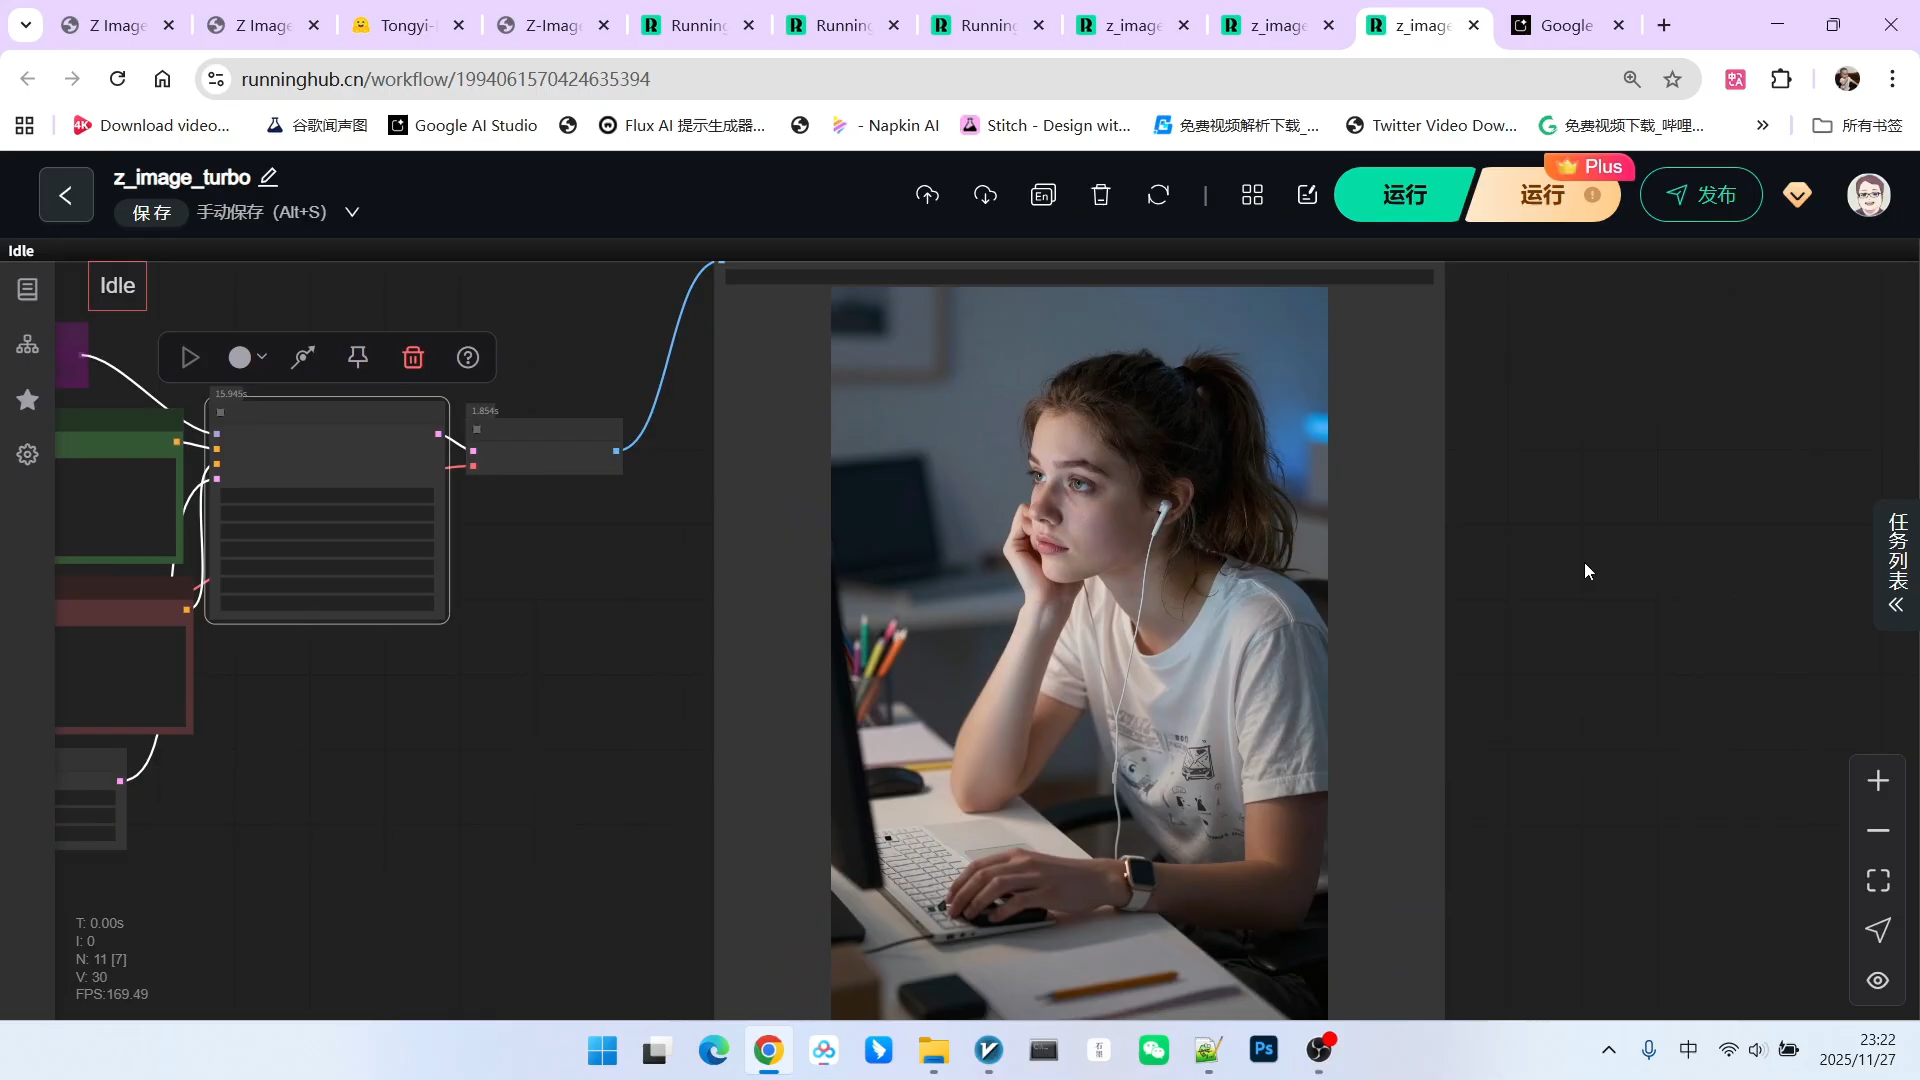 Z Image
Z Image
Tongyi-
Z-Imag
Running
Running
Running
z_image
z_image
z_image
Google
runninghub.cn/workflow/1994061570424635394
Download video...
谷歌闻声图
Google AI Studio
Flux AI 提示生成器...
- Napkin AI
Stitch - Design wit...
免费视频解析下载_...
Twitter Video Dow...
免费视频下载_哔哩...
所有书签
z_image_turbo
保存
手动保存 (Alt+S)
En
运行
运行
Plus
发布
Idle
Idle
15.945s
1.854s
任务列表
T: 0.00s
I: 0
N: 11 [7]
V: 30
FPS:169.49
Ps
中
23:22
2025/11/27